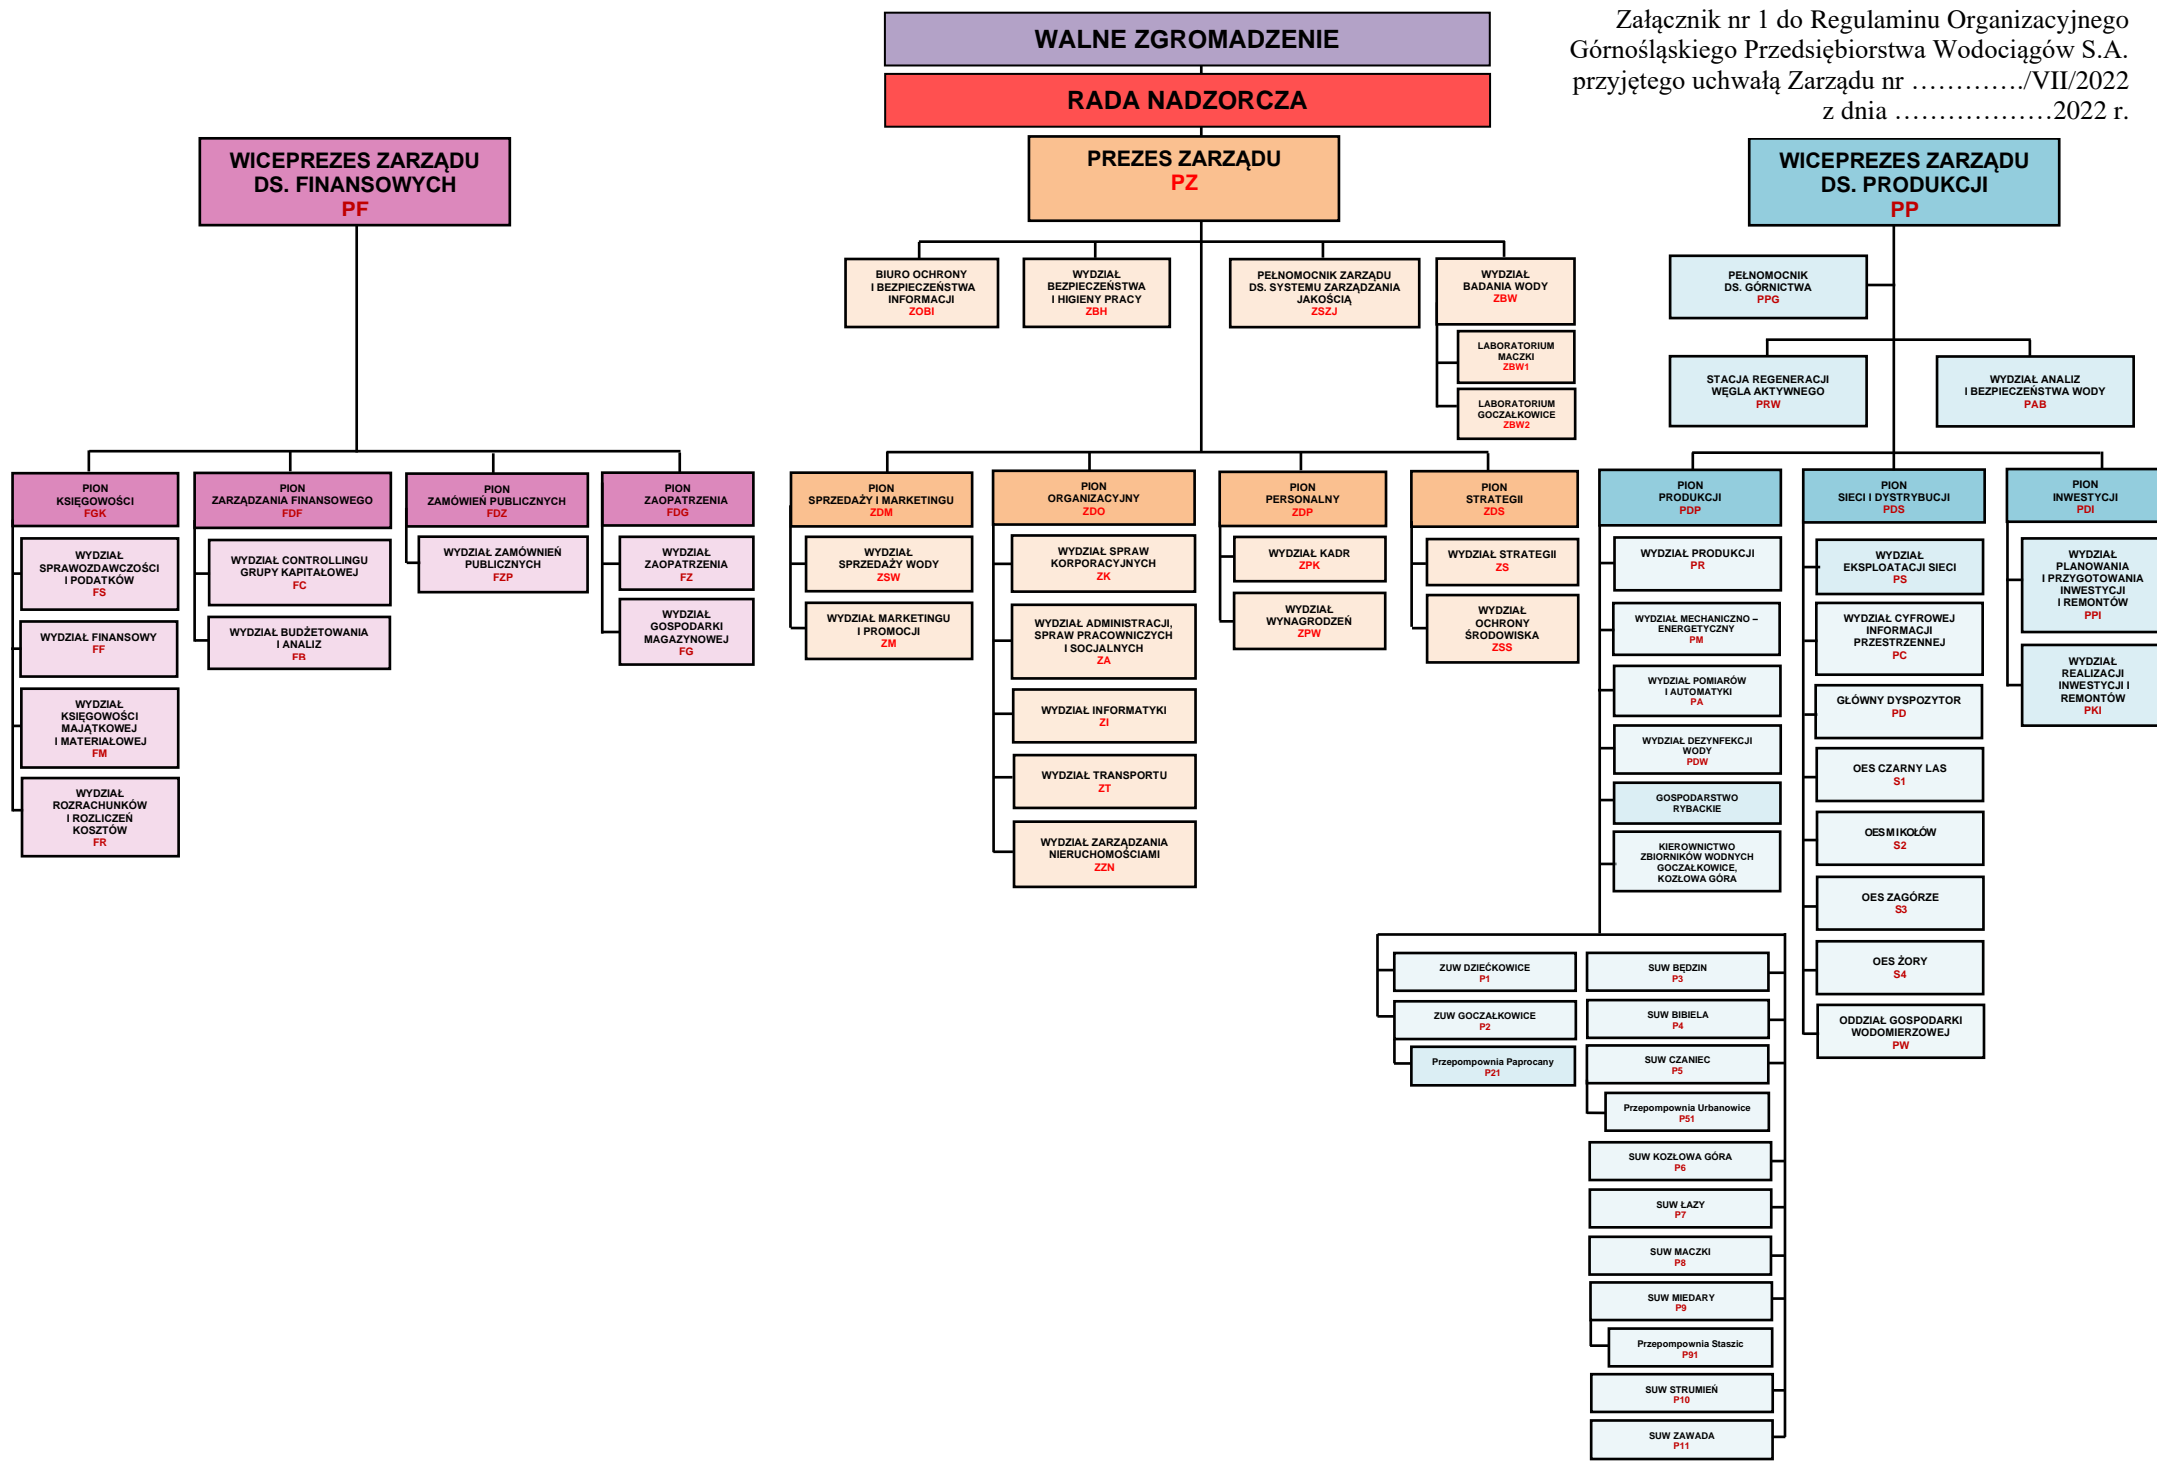 Załącznik nr 1 do Regulaminu Organizacyjnego
Górnośląskiego Przedsiębiorstwa Wodociągów S.A.
przyjętego uchwałą Zarządu nr …………./VII/2022
z dnia ………………2022 r.
WALNE ZGROMADZENIE
RADA NADZORCZA
WICEPREZES ZARZĄDU
DS. FINANSOWYCH
PF
PREZES ZARZĄDU
PZ
WICEPREZES ZARZĄDU
DS. PRODUKCJI
PP
BIURO OCHRONY
I BEZPIECZEŃSTWA
INFORMACJI
ZOBI
WYDZIAŁ
BEZPIECZEŃSTWA
I HIGIENY PRACY
ZBH
PEŁNOMOCNIK ZARZĄDU
DS. SYSTEMU ZARZĄDZANIA
JAKOŚCIĄ
ZSZJ
WYDZIAŁ
BADANIA WODY
ZBW
LABORATORIUM
MACZKI
ZBW1
LABORATORIUM
GOCZAŁKOWICE
ZBW2
PEŁNOMOCNIK
DS. GÓRNICTWA
PPG
STACJA REGENERACJI
WĘGLA AKTYWNEGO
PRW
WYDZIAŁ ANALIZ
I BEZPIECZEŃSTWA WODY
PAB
PION
KSIĘGOWOŚCI
FGK
WYDZIAŁ
SPRAWOZDAWCZOŚCI
I PODATKÓW
FS
WYDZIAŁ FINANSOWY
FF
WYDZIAŁ
KSIĘGOWOŚCI
MAJĄTKOWEJ
I MATERIAŁOWEJ
FM
WYDZIAŁ
ROZRACHUNKÓW
I ROZLICZEŃ
KOSZTÓW
FR
PION
ZARZĄDZANIA FINANSOWEGO
FDF
WYDZIAŁ CONTROLLINGU
GRUPY KAPITAŁOWEJ
FC
WYDZIAŁ BUDŻETOWANIA
I ANALIZ
FB
PION
ZAMÓWIEŃ PUBLICZNYCH
FDZ
WYDZIAŁ ZAMÓWNIEŃ
PUBLICZNYCH
FZP
PION
ZAOPATRZENIA
FDG
WYDZIAŁ
ZAOPATRZENIA
FZ
WYDZIAŁ
GOSPODARKI
MAGAZYNOWEJ
FG
PION
SPRZEDAŻY I MARKETINGU
ZDM
WYDZIAŁ
SPRZEDAŻY WODY
ZSW
WYDZIAŁ MARKETINGU
I PROMOCJI
ZM
PION
ORGANIZACYJNY
ZDO
WYDZIAŁ SPRAW
KORPORACYJNYCH
ZK
WYDZIAŁ ADMINISTRACJI,
SPRAW PRACOWNICZYCH
I SOCJALNYCH
ZA
WYDZIAŁ INFORMATYKI
ZI
WYDZIAŁ TRANSPORTU
ZT
WYDZIAŁ ZARZĄDZANIA
NIERUCHOMOŚCIAMI
ZZN
PION
PERSONALNY
ZDP
WYDZIAŁ KADR
ZPK
WYDZIAŁ
WYNAGRODZEŃ
ZPW
PION
STRATEGII
ZDS
WYDZIAŁ STRATEGII
ZS
WYDZIAŁ
OCHRONY
ŚRODOWISKA
ZSS
PION
PRODUKCJI
PDP
WYDZIAŁ PRODUKCJI
PR
WYDZIAŁ MECHANICZNO –
ENERGETYCZNY
PM
WYDZIAŁ POMIARÓW
I AUTOMATYKI
PA
WYDZIAŁ DEZYNFEKCJI
WODY
PDW
GOSPODARSTWO
RYBACKIE
KIEROWNICTWO
ZBIORNIKÓW WODNYCH
GOCZAŁKOWICE,
KOZŁOWA GÓRA
PION
SIECI I DYSTRYBUCJI
PDS
WYDZIAŁ
EKSPLOATACJI SIECI
PS
WYDZIAŁ CYFROWEJ
INFORMACJI
PRZESTRZENNEJ
PC
GŁÓWNY DYSPOZYTOR
PD
OES CZARNY LAS
S1
OES MIKOŁÓW
S2
OES ZAGÓRZE
S3
OES ŻORY
S4
ODDZIAŁ GOSPODARKI
WODOMIERZOWEJ
PW
PION
INWESTYCJI
PDI
WYDZIAŁ
PLANOWANIA
I PRZYGOTOWANIA
INWESTYCJI
I REMONTÓW
PPI
WYDZIAŁ
REALIZACJI
INWESTYCJI I
REMONTÓW
PKI
ZUW DZIEĆKOWICE
P1
ZUW GOCZAŁKOWICE
P2
Przepompownia Paprocany
P21
SUW BĘDZIN
P3
SUW BIBIELA
P4
SUW CZANIEC
P5
Przepompownia Urbanowice
P51
SUW KOZŁOWA GÓRA
P6
SUW ŁAZY
P7
SUW MACZKI
P8
SUW MIEDARY
P9
Przepompownia Staszic
P91
SUW STRUMIEŃ
P10
SUW ZAWADA
P11